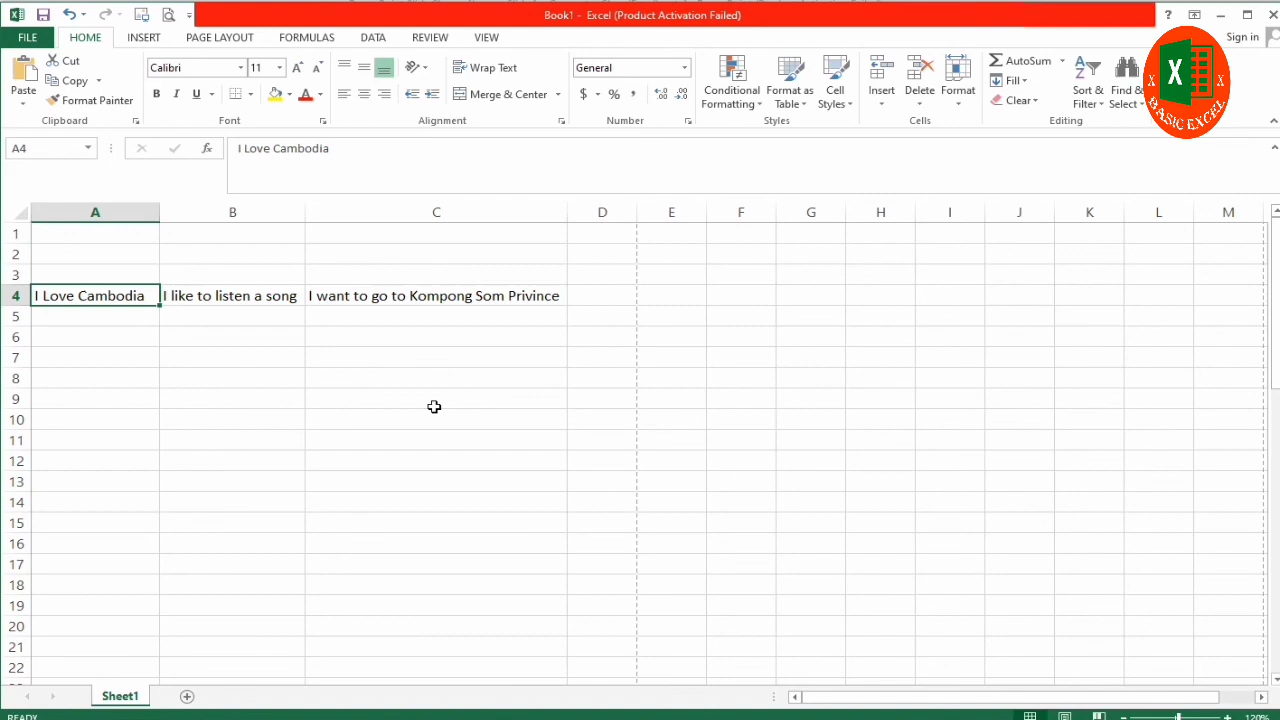 Book1 - Excel (Product Activation Failed)
FILE HOME INSERT PAGE LAYOUT FORMULAS DATA REVIEW VIEW Sign in
Paste Cut Copy Format Painter Clipboard
Calibri 11 B I U Font
Wrap Text Merge & Center Alignment
General $ % , Number
Conditional Formatting Format as Table Cell Styles Styles
Insert Delete Format Cells
AutoSum Fill Clear Sort & Filter Find & Select Editing
X X X BASIC EXCEL
A4 fx I Love Cambodia
A B C D E F G H I J K L M
1
2
3
4 I Love Cambodia I like to listen a song I want to go to Kompong Som Privince
5
6
7
8
9
10
11
12
13
14
15
16
17
18
19
20
21
22
Sheet1
READY 120%